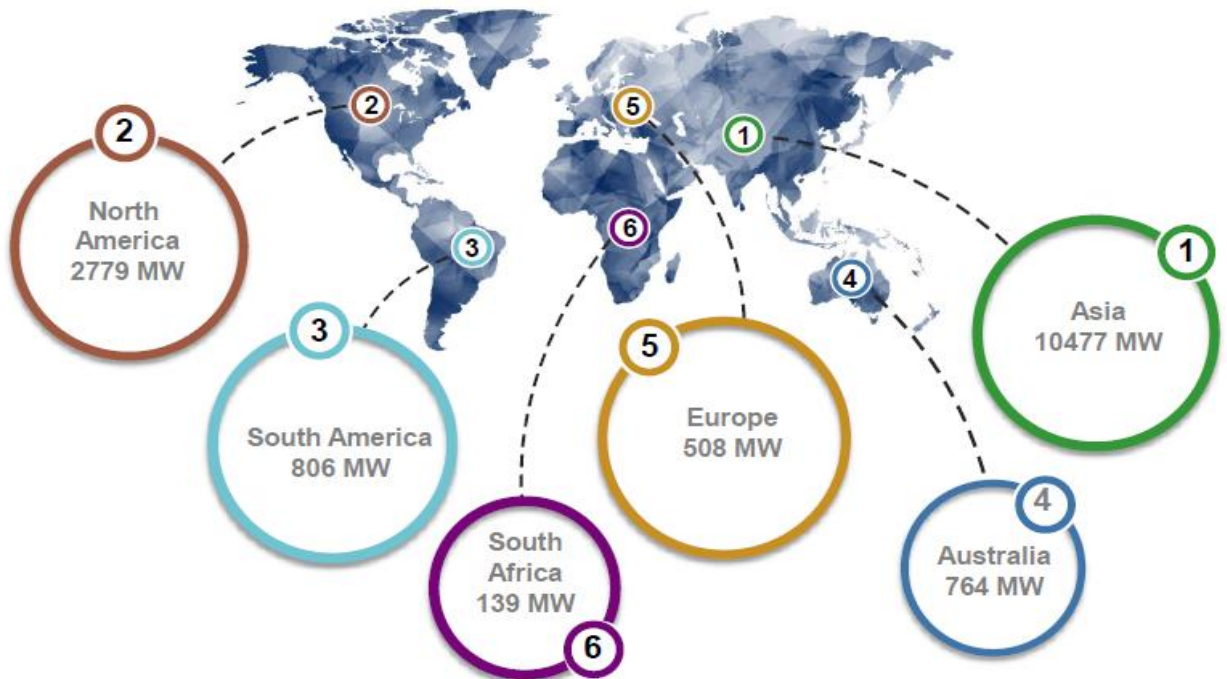 2
5
1
2
North
America
2779 MW
6
3
4
1
Asia
10477 MW
3
South America
806 MW
5
Europe
508 MW
4
Australia
764 MW
South
Africa
139 MW
6